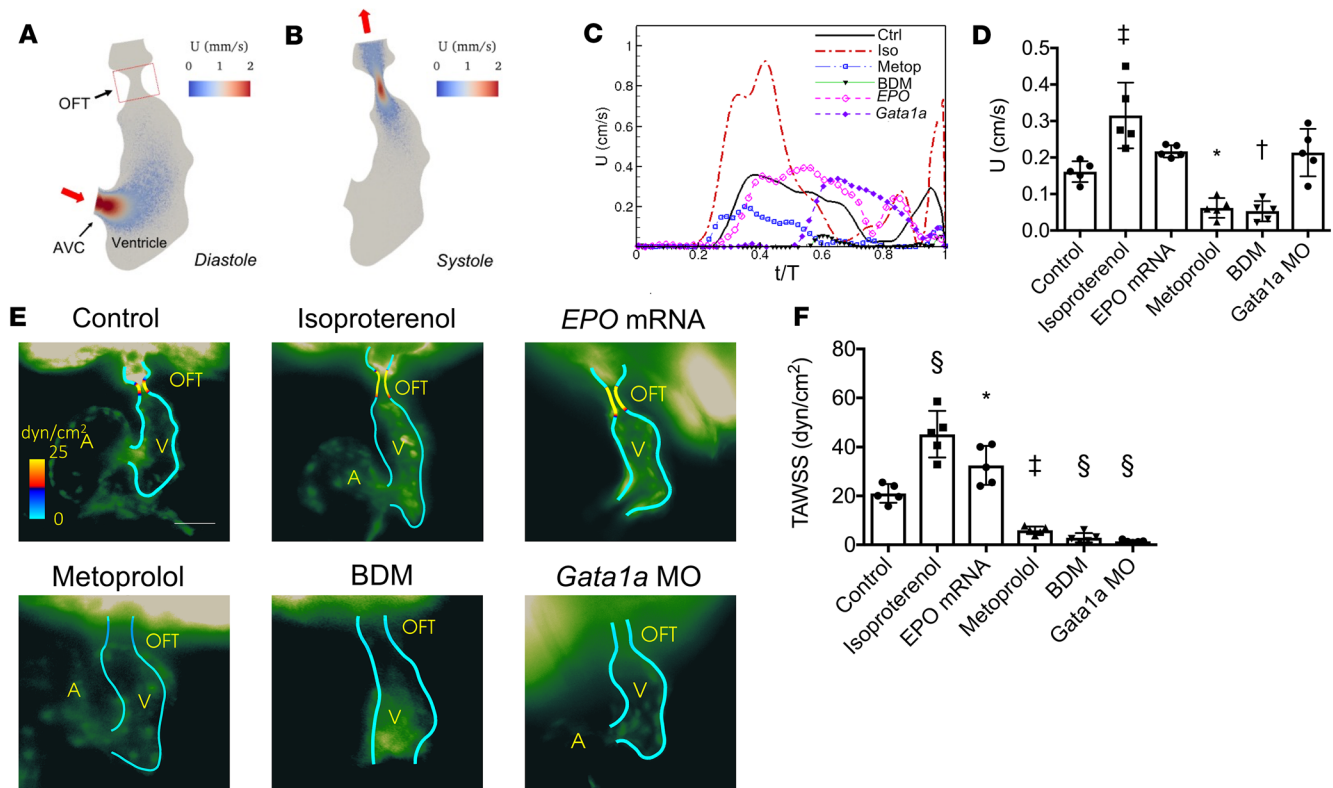 A
U (mm/s)
0 1 2
OFT
AVC
Ventricle
Diastole
B
U (mm/s)
0 1 2
Systole
C
U (cm/s)
1
0.8
0.6
0.4
0.2
0 0.2 0.4 0.6 0.8 1
t/T
Ctrl
Iso
Metop
BDM
EPO
Gata1a
D
U (cm/s)
0.5
0.4
0.3
0.2
0.1
0.0
‡
*
†
Control
Isoproterenol
EPO mRNA
Metoprolol
BDM
Gata1a MO
E
Control
OFT
A
V
dyn/cm2
25
0
Isoproterenol
OFT
V
A
EPO mRNA
OFT
V
Metoprolol
OFT
A
V
BDM
OFT
V
Gata1a MO
OFT
V
A
F
TAWSS (dyn/cm2)
80
60
40
20
0
§
*
‡
§
§
Control
Isoproterenol
EPO mRNA
Metoprolol
BDM
Gata1a MO